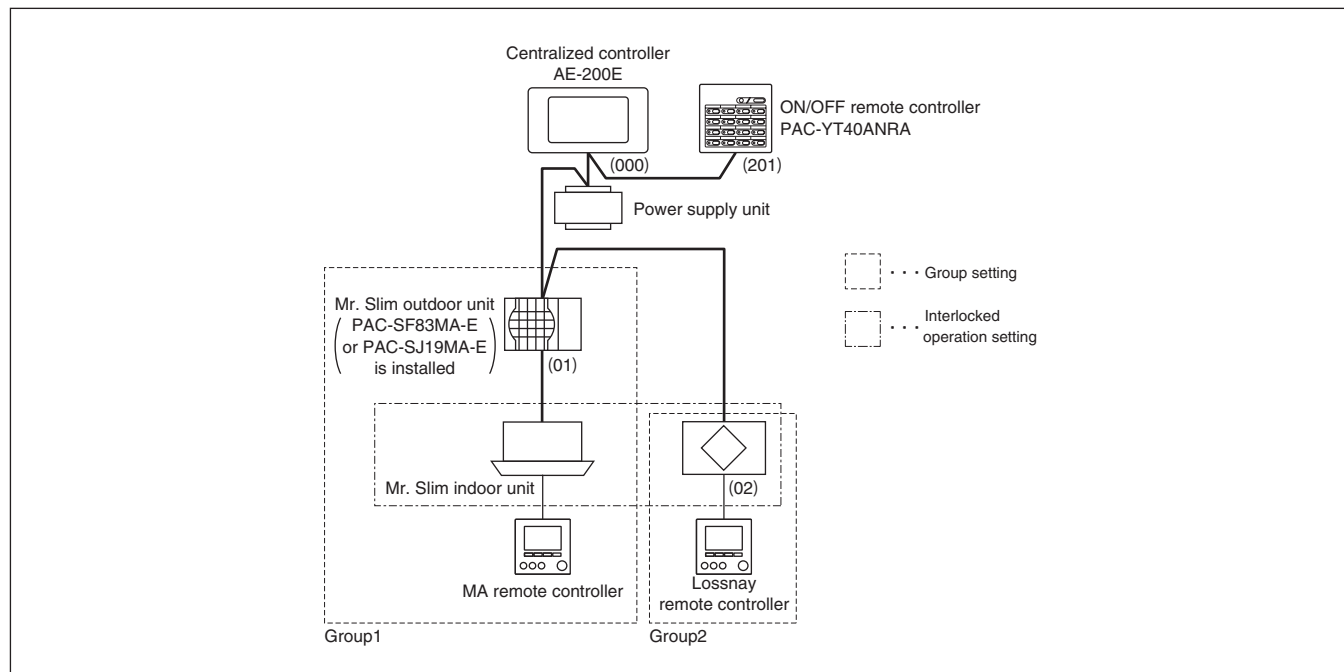 Centralized controller
AE-200E
ON/OFF remote controller
PAC-YT40ANRA
(000)
(201)
Power supply unit
Mr. Slim outdoor unit
PAC-SF83MA-E
or PAC-SJ19MA-E
is installed
(01)
· · · Group setting
· · · Interlocked
operation setting
Mr. Slim indoor unit
(02)
MA remote controller
Lossnay
remote controller
Group1
Group2